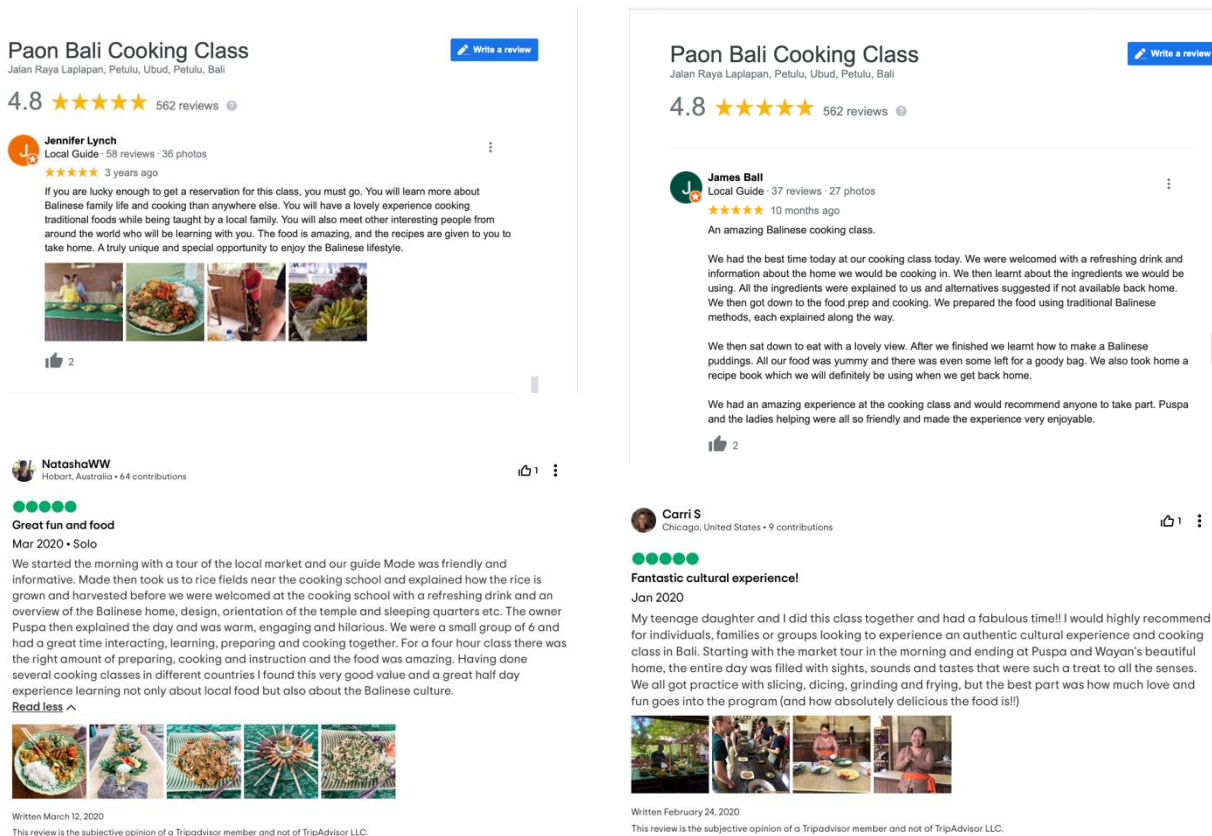 Paon Bali Cooking Class
Write a review
Jalan Raya Laplapan, Petulu, Ubud, Petulu, Bali
4.8 562 reviews
Jennifer Lynch
Local Guide · 58 reviews · 36 photos
3 years ago
If you are lucky enough to get a reservation for this class, you must go. You will learn more about
Balinese family life and cooking than anywhere else. You will have a lovely experience cooking
traditional foods while being taught by a local family. You will also meet other interesting people from
around the world who will be learning with you. The food is amazing, and the recipes are given to you to
take home. A truly unique and special opportunity to enjoy the Balinese lifestyle.
2
Paon Bali Cooking Class
Write a review
Jalan Raya Laplapan, Petulu, Ubud, Petulu, Bali
4.8 562 reviews
James Ball
Local Guide · 37 reviews · 27 photos
10 months ago
An amazing Balinese cooking class.
We had the best time today at our cooking class today. We were welcomed with a refreshing drink and
information about the home we would be cooking in. We then learnt about the ingredients we would be
using. All the ingredients were explained to us and alternatives suggested if not available back home.
We then got down to the food prep and cooking. We prepared the food using traditional Balinese
methods, each explained along the way.
We then sat down to eat with a lovely view. After we finished we learnt how to make a Balinese
puddings. All our food was yummy and there was even some left for a goody bag. We also took home a
recipe book which we will definitely be using when we get back home.
We had an amazing experience at the cooking class and would recommend anyone to take part. Puspa
and the ladies helping were all so friendly and made the experience very enjoyable.
2
NatashaWW
Hobart, Australia • 64 contributions
1
Great fun and food
Mar 2020 • Solo
We started the morning with a tour of the local market and our guide Made was friendly and
informative. Made then took us to rice fields near the cooking school and explained how the rice is
grown and harvested before we were welcomed at the cooking school with a refreshing drink and an
overview of the Balinese home, design, orientation of the temple and sleeping quarters etc. The owner
Puspa then explained the day and was warm, engaging and hilarious. We were a small group of 6 and
had a great time interacting, learning, preparing and cooking together. For a four hour class there was
the right amount of preparing, cooking and instruction and the food was amazing. Having done
several cooking classes in different countries I found this very good value and a great half day
experience learning not only about local food but also about the Balinese culture.
Read less
Written March 12, 2020
This review is the subjective opinion of a Tripadvisor member and not of TripAdvisor LLC.
Carri S
Chicago, United States • 9 contributions
1
Fantastic cultural experience!
Jan 2020
My teenage daughter and I did this class together and had a fabulous time!! I would highly recommend
for individuals, families or groups looking to experience an authentic cultural experience and cooking
class in Bali. Starting with the market tour in the morning and ending at Puspa and Wayan's beautiful
home, the entire day was filled with sights, sounds and tastes that were such a treat to all the senses.
We all got practice with slicing, dicing, grinding and frying, but the best part was how much love and
fun goes into the program (and how absolutely delicious the food is!!)
Written February 24, 2020
This review is the subjective opinion of a Tripadvisor member and not of TripAdvisor LLC.